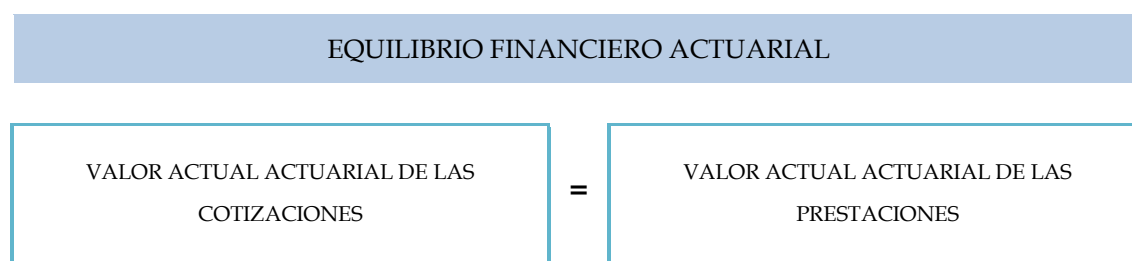 EQUILIBRIO FINANCIERO ACTUARIAL
VALOR ACTUAL ACTUARIAL DE LAS
COTIZACIONES
=
VALOR ACTUAL ACTUARIAL DE LAS
PRESTACIONES